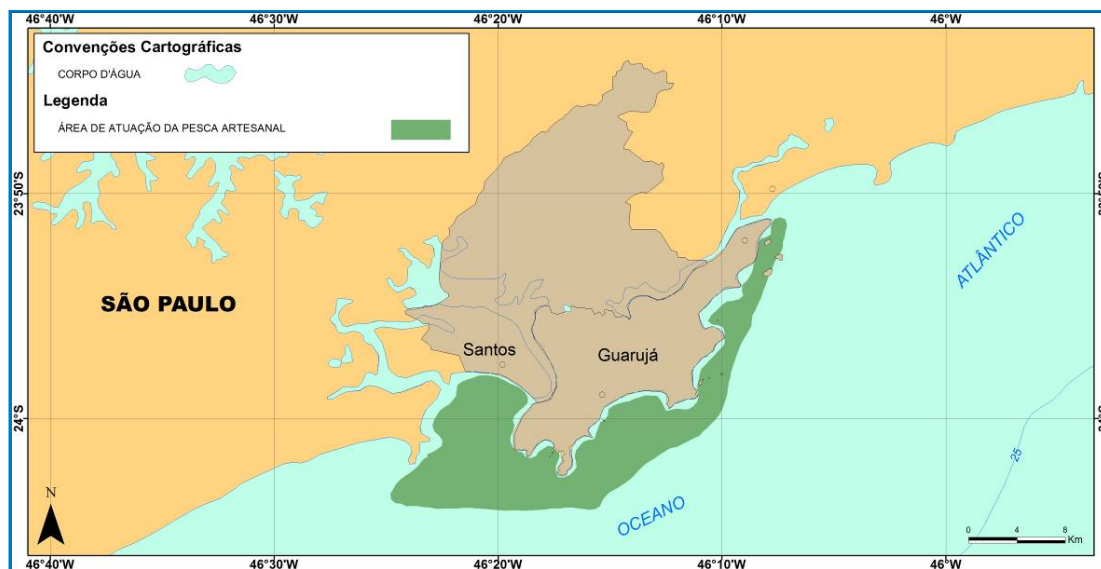 46°40'W 46°30'W 46°20'W 46°10'W 46°W
Convenções Cartográficas
CORPO D'ÁGUA
Legenda
ÁREA DE ATUAÇÃO DA PESCA ARTESANAL
23°50'S
ATLÂNTICO
SÃO PAULO
Santos
Guarujá
24°S
25
N
OCEANO
0 4 8
Km
46°40'W 46°30'W 46°20'W 46°10'W 46°W